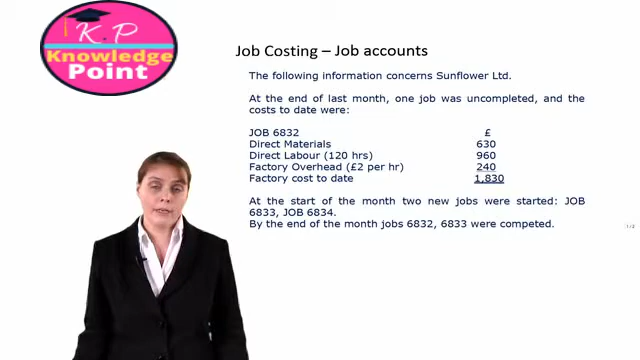 K.P
Knowledge
Point
Job Costing – Job accounts
The following information concerns Sunflower Ltd.
At the end of last month, one job was uncompleted, and the
costs to date were:
JOB 6832 £
Direct Materials 630
Direct Labour (120 hrs) 960
Factory Overhead (£2 per hr) 240
Factory cost to date 1,830
At the start of the month two new jobs were started: JOB
6833, JOB 6834.
By the end of the month jobs 6832, 6833 were competed.